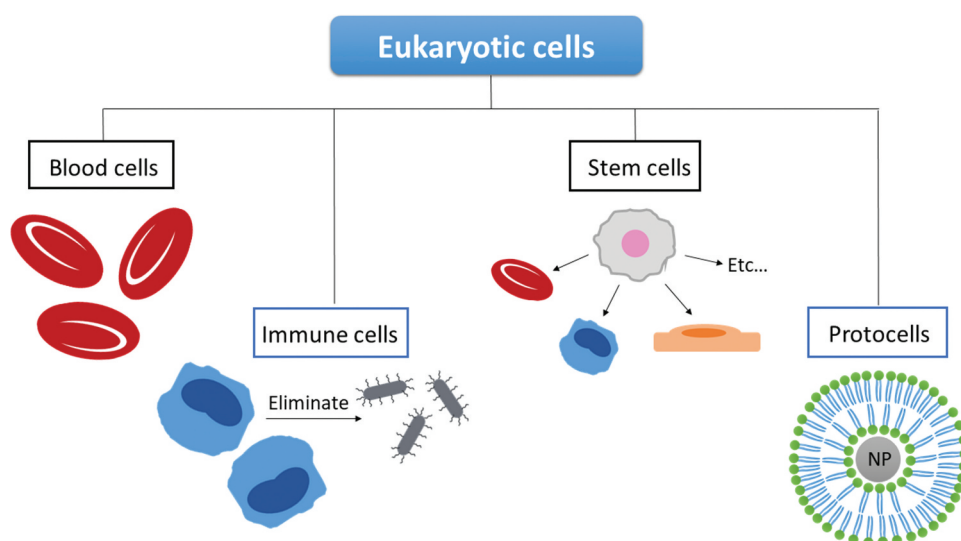 Eukaryotic cells
Blood cells
Stem cells
Etc...
Immune cells
Protocells
Eliminate
NP